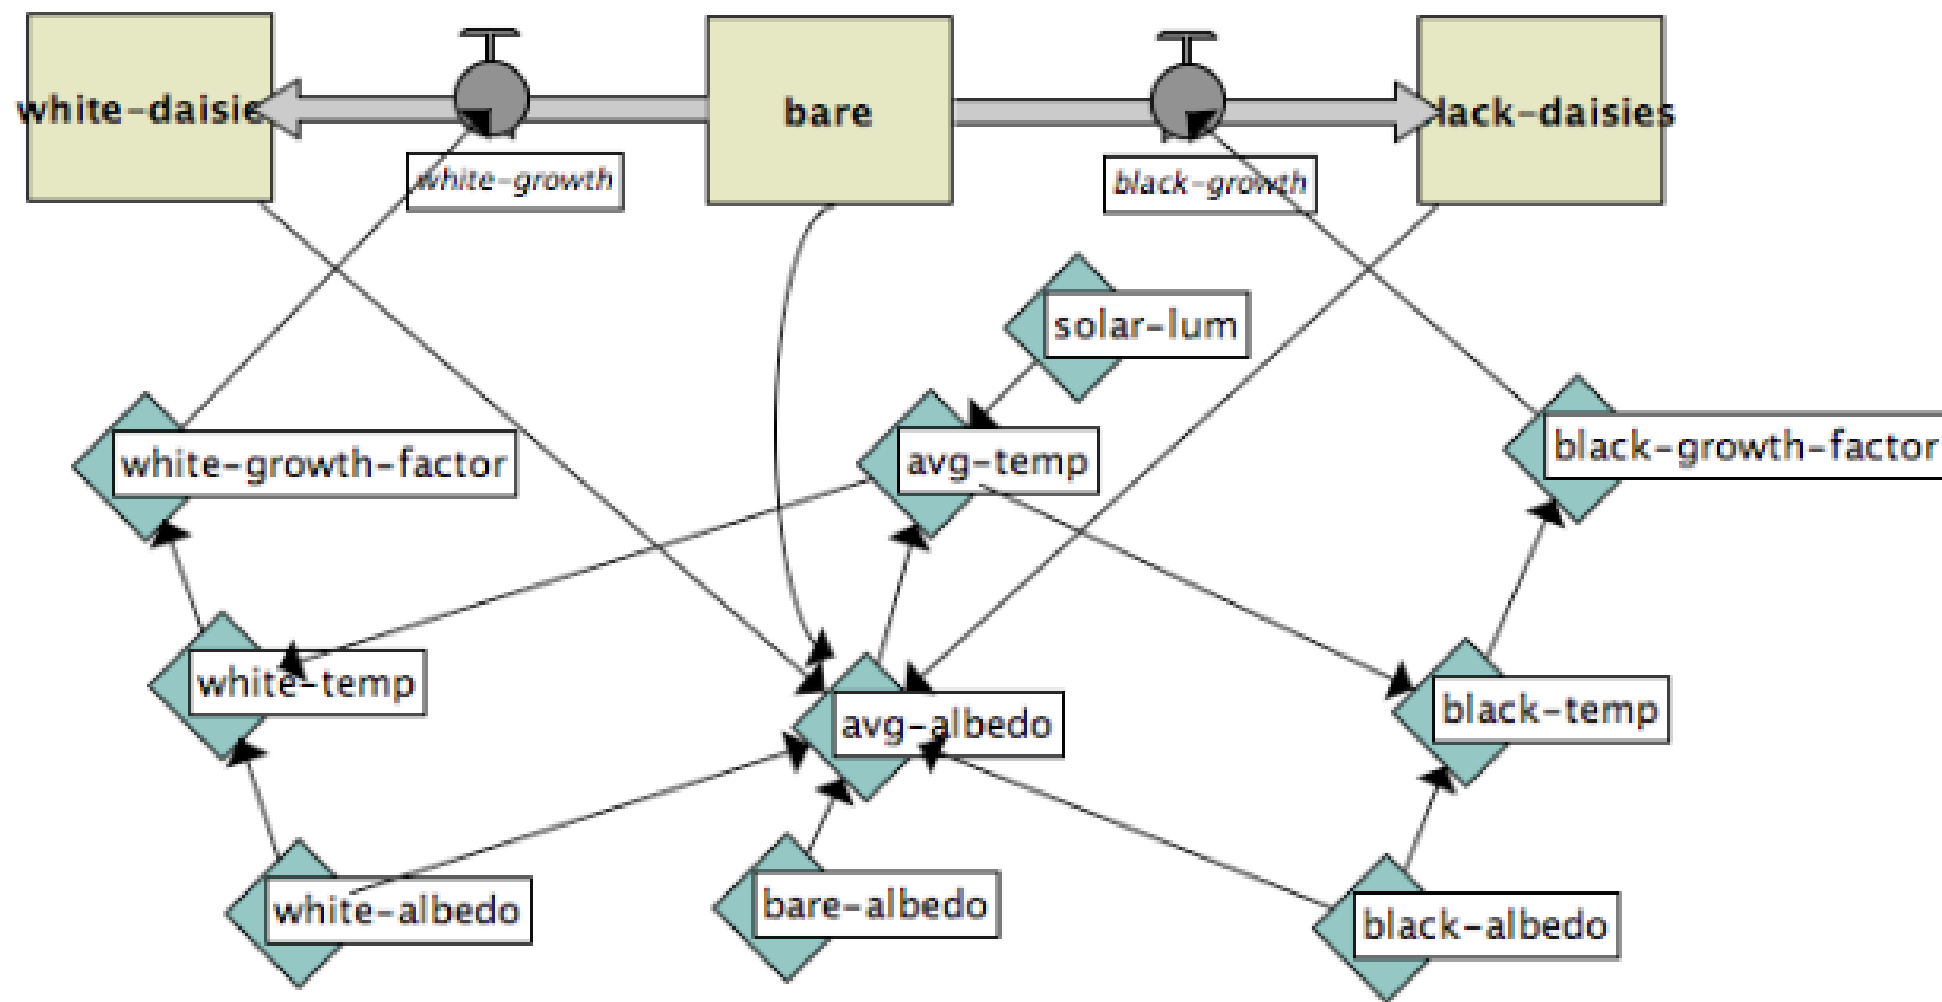 white-daisie
bare
lack-daisies
white-growth
black-growth
solar-lum
white-growth-factor
avg-temp
black-growth-factor
white-temp
avg-albedo
black-temp
white-albedo
bare-albedo
black-albedo